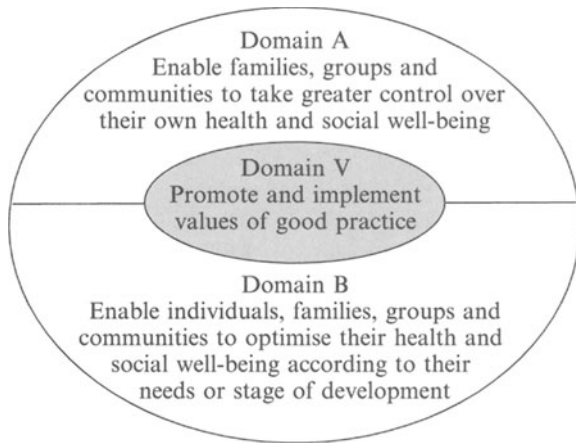 Domain A
Enable families, groups and
communities to take greater control over
their own health and social well-being
Domain V
Promote and implement
values of good practice
Domain B
Enable individuals, families, groups and
communities to optimise their health and
social well-being according to their
needs or stage of development